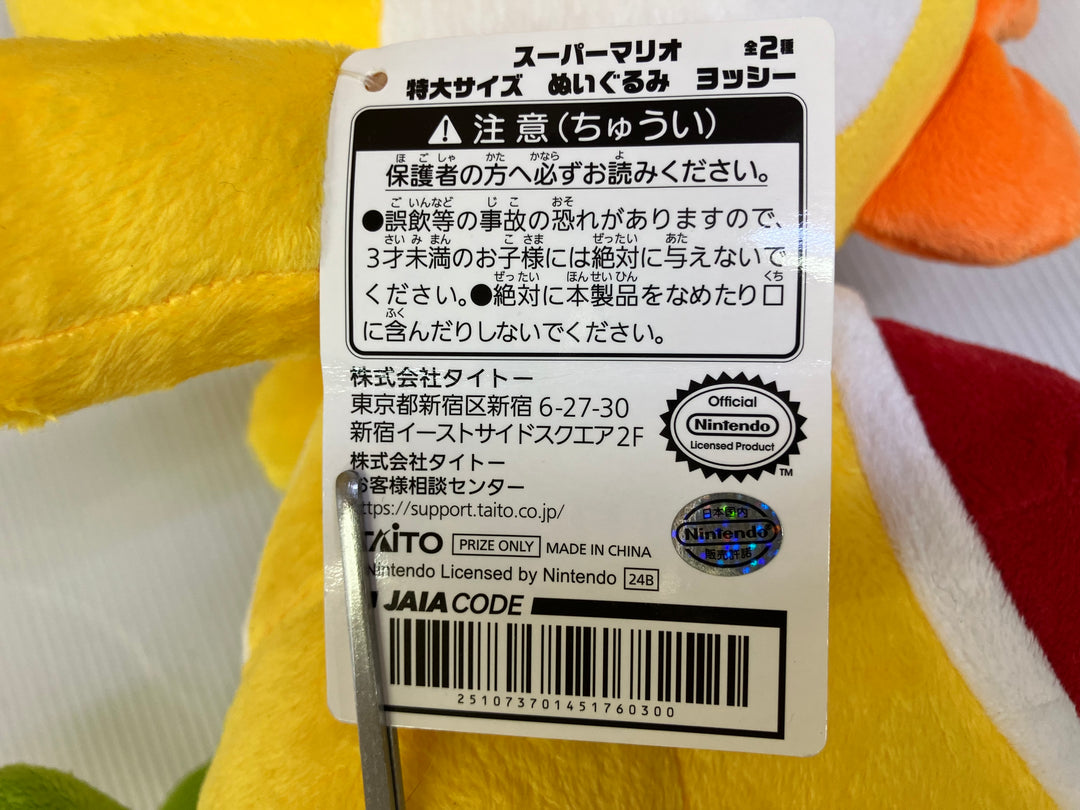 スーパーマリオ 全2種
特大サイズ ぬいぐるみ ヨッシー
注意(ちゅうい)
保護者の方へ必ずお読みください。
●誤飲等の事故の恐れがありますので、
3才未満のお子様には絶対に与えないで
ください。●絶対に本製品をなめたり口
に含んだりしないでください。
株式会社タイトー
東京都新宿区新宿 6-27-30
新宿イーストサイドスクエア2F
株式会社タイトー
お客様相談センター
ttps://support.taito.co.jp/
Official
Nintendo
Licensed Product
TM
日本国内
Nintendo
販売許諾
TAITO PRIZE ONLY MADE IN CHINA
Nintendo Licensed by Nintendo 24B
JAIA CODE
251073701451760300